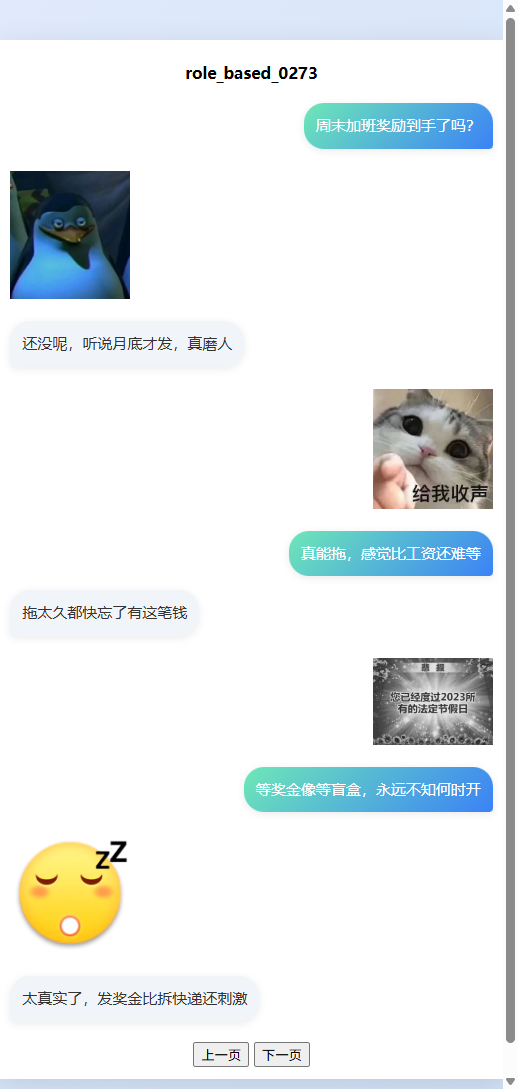 role_based_0273
周末加班奖励到手了吗？
还没呢，听说月底才发，真磨人
给我收声
真能拖，感觉比工资还难等
拖太久都快忘了有这笔钱
悲报
您已经度过2023所
有的法定节假日
等奖金像等盲盒，永远不知何时开
zZ
太真实了，发奖金比拆快递还刺激
上一页 下一页